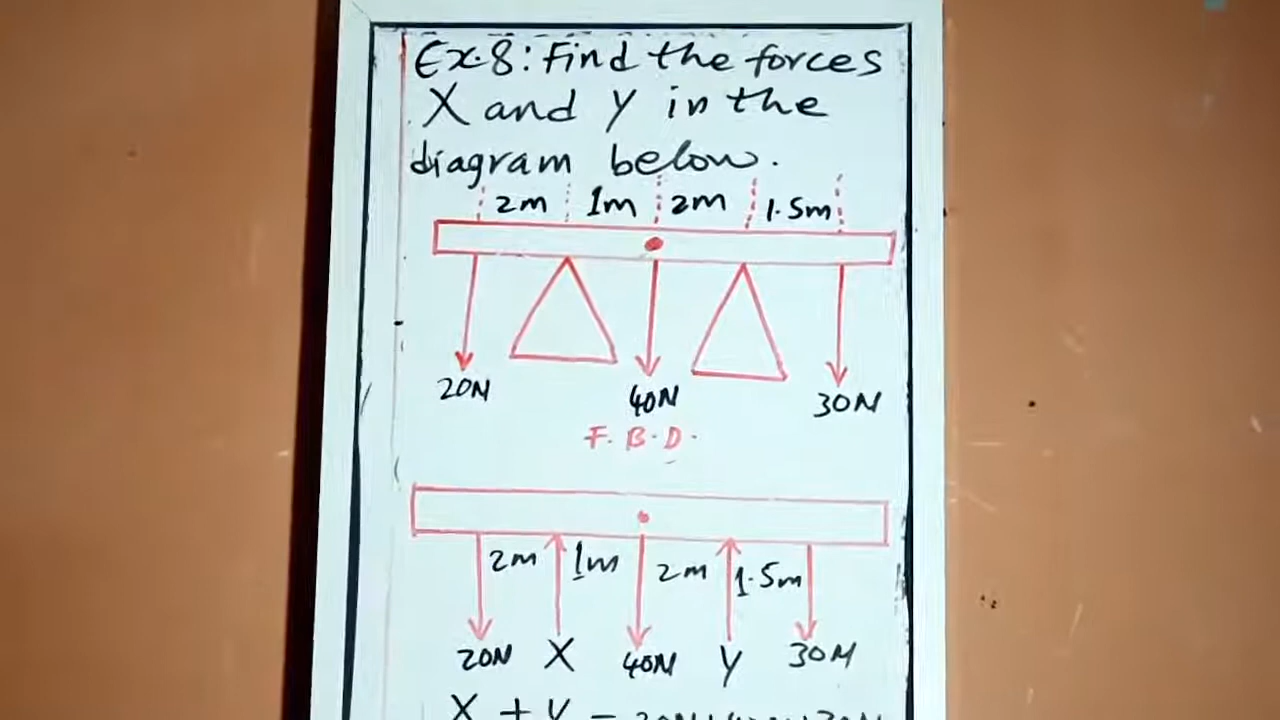 Ex.8: Find the forces
X and Y in the
diagram below.
2m 1m 2m 1.5m
20N 40N 30N
F.B.D.
2m 1m 2m 1.5m
20N X 40N Y 30N
X + Y =